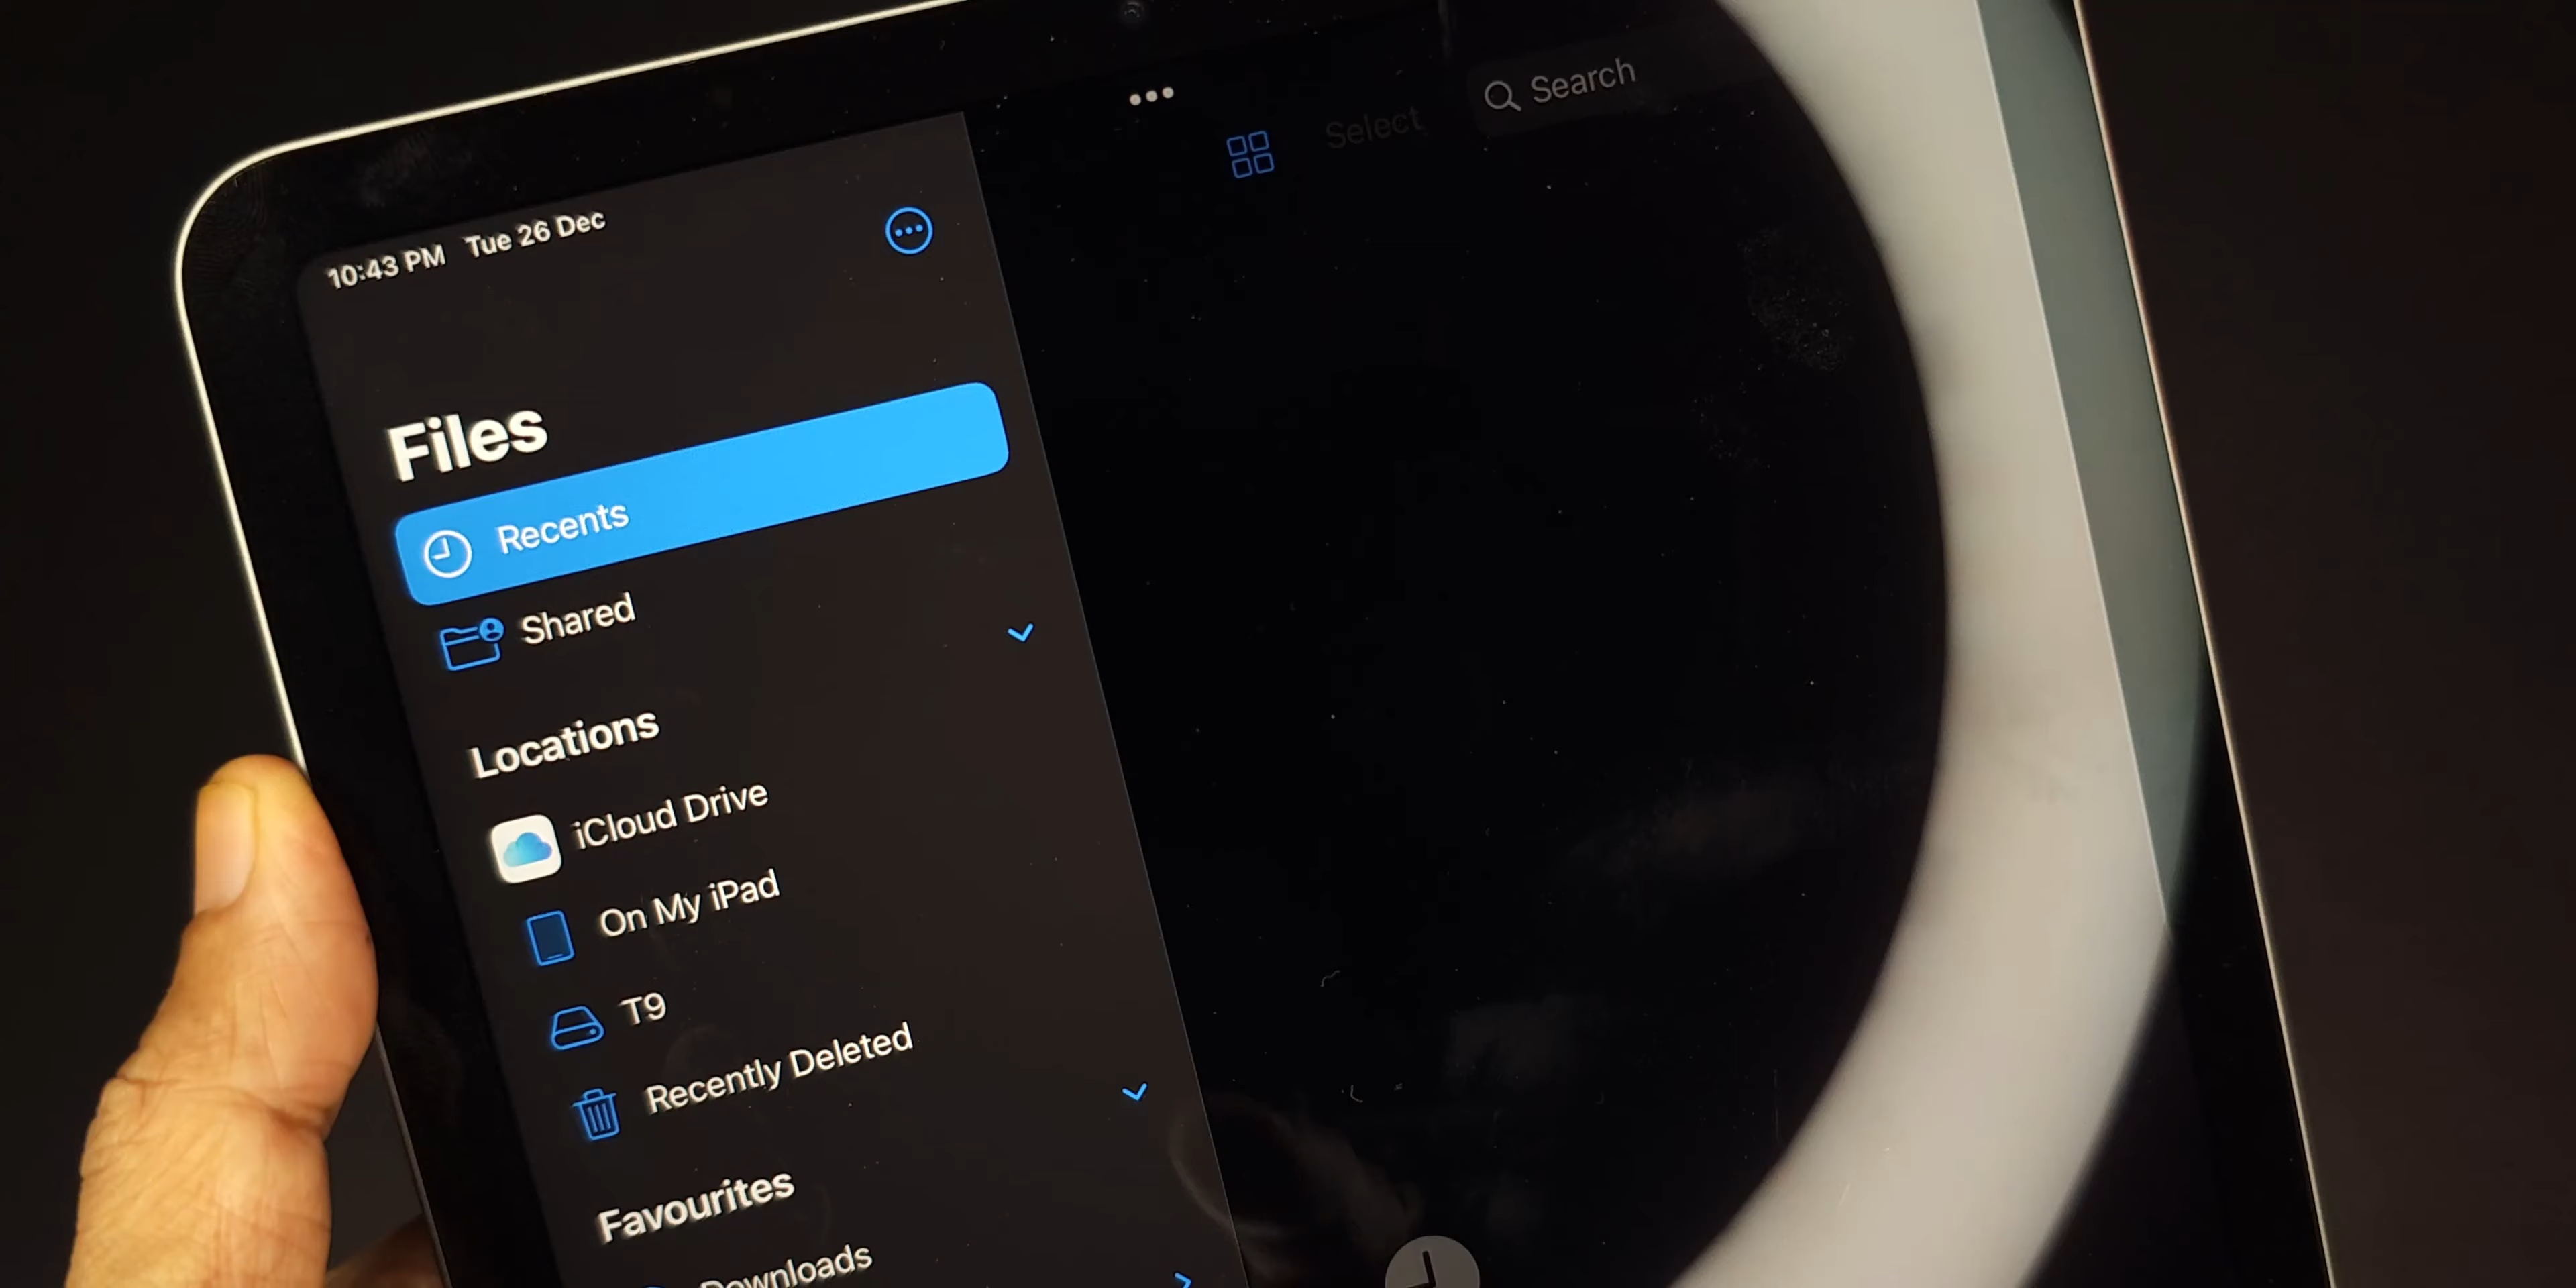 10:43 PM Tue 26 Dec
Select
Search
Files
Recents
Shared
Locations
iCloud Drive
On My iPad
T9
Recently Deleted
Favourites
Downloads